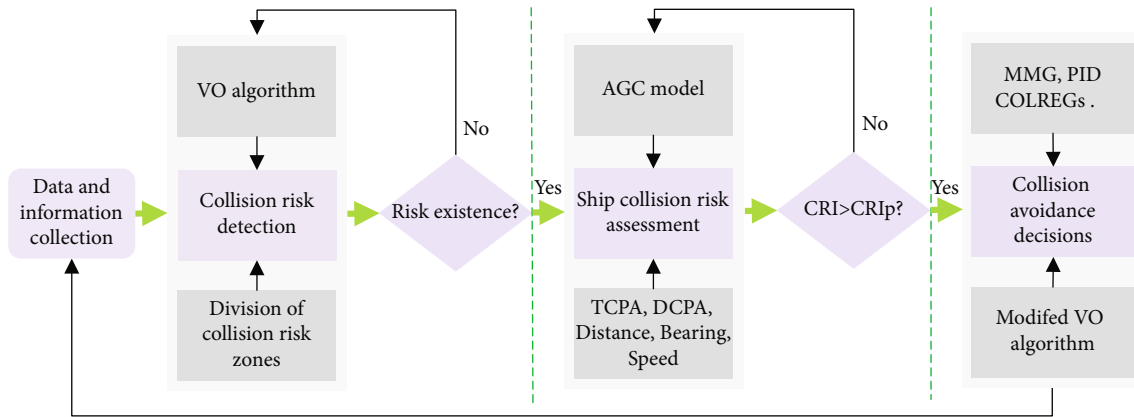 Data and
information
collection
VO algorithm
Collision risk
detection
Division of
collision risk
zones
No
Risk existence?
Yes
AGC model
Ship collision risk
assessment
TCPA, DCPA,
Distance, Bearing,
Speed
No
CRI>CRIp?
Yes
MMG, PID
COLREGs .
Collision
avoidance
decisions
Modifed VO
algorithm